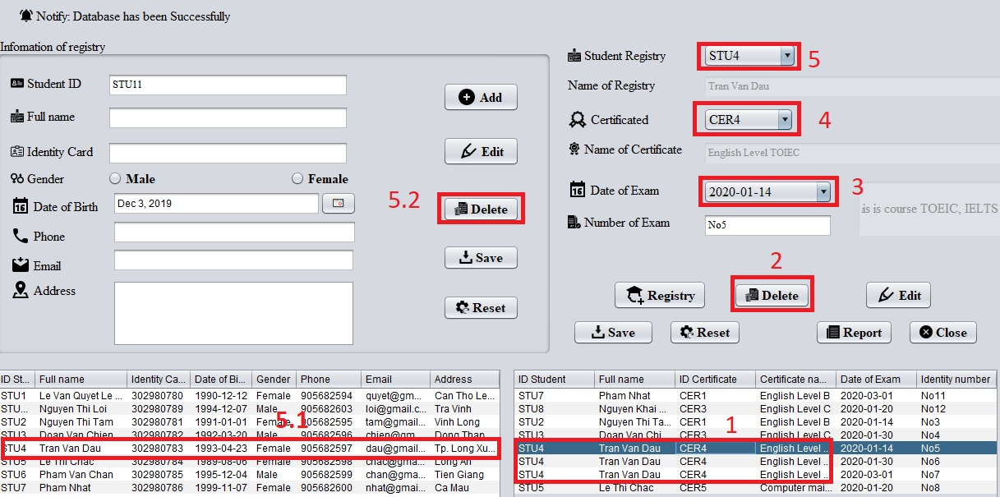 Notify: Database has been Successfully
Infomation of registry
Student ID STU11
Full name
Identity Card
Gender Male Female
Date of Birth Dec 3, 2019
Phone
Email
Address
Add
Edit
5.2 Delete
Save
Reset
Student Registry STU4 5
Name of Registry Tran Van Dau
Certificated CER4 4
Name of Certificate English Level TOIEC
Date of Exam 2020-01-14 3
is is course TOEIC, IELTS
Number of Exam No5
2
Registry Delete Edit
Save Reset Report Close
ID St... Full name Identity Ca... Date of Bi... Gender Phone Email Address
STU1 Le Van Quyet Le ... 302980780 1990-12-12 Female 905682594 quyet@gm... Can Tho Le...
STU... Nguyen Thi Loi 302980789 1994-12-07 Male 905682603 loi@gmail.c... Tra Vinh
STU2 Nguyen Thi Tam 302980781 1991-01-01 Female 905682595 tam@gmail... Vinh Long
5.1
STU3 Doan Van Chien 302980782 1992-03-20 Male 905682596 chien@gm... Dong Thap
STU4 Tran Van Dau 302980783 1993-04-23 Female 905682597 dau@gmail... Tp. Long Xu...
STU5 Le Thi Chac 302980784 1989-08-06 Female 905682598 chac@gma... Long An
STU6 Pham Van Chan 302980785 1995-12-04 Male 905682599 chan@gma... Tien Giang
STU7 Pham Nhat 302980786 1999-11-07 Female 905682600 nhat@gmai... Ca Mau
ID Student Full name ID Certificate Certificate na... Date of Exam Identity number
STU7 Pham Nhat CER1 English Level B 2020-03-01 No11
STU8 Nguyen Khai ... CER3 English Level C 2020-01-20 No12
STU2 Nguyen Thi Ta... CER1 English Level B 2020-01-14 No3
1
STU3 Doan Van Chi... CER3 English Level C 2020-01-30 No4
STU4 Tran Van Dau CER4 English Level ... 2020-01-14 No5
STU4 Tran Van Dau CER4 English Level ... 2020-01-30 No6
STU4 Tran Van Dau CER4 English Level ... 2020-03-01 No7
STU5 Le Thi Chac CER5 Computer mai... 2020-01-20 No8